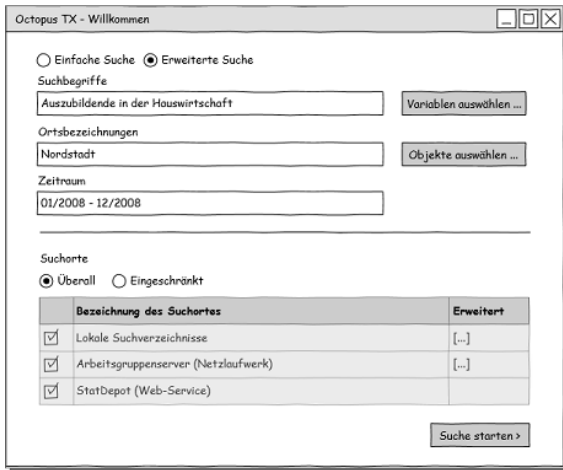 Octopus TX - Willkommen
Einfache Suche Erweiterte Suche
Suchbegriffe
Auszubildende in der Hauswirtschaft Variablen auswählen ...
Ortsbezeichnungen
Nordstadt Objekte auswählen ...
Zeitraum
01/2008 - 12/2008
Suchorte
Überall Eingeschränkt
Bezeichnung des Suchortes Erweitert
Lokale Suchverzeichnisse [...]
Arbeitsgruppenserver (Netzlaufwerk) [...]
StatDepot (Web-Service)
Suche starten >